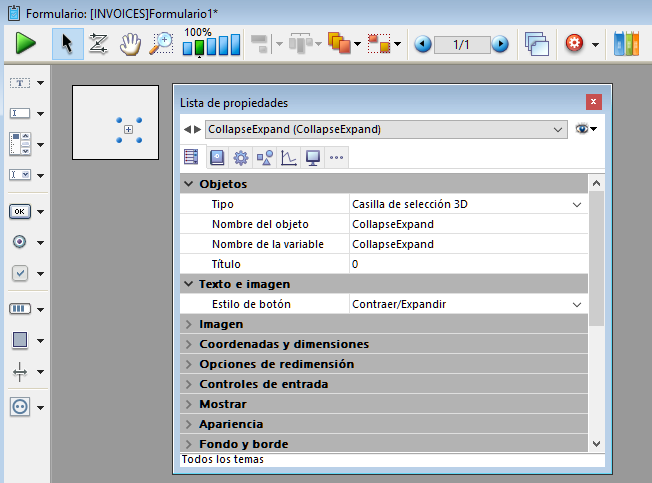 Formulario: [INVOICES]Formulario1*
100%
1/1
Lista de propiedades
CollapseExpand (CollapseExpand)
Objetos
Tipo Casilla de selección 3D
Nombre del objeto CollapseExpand
Nombre de la variable CollapseExpand
Título 0
Texto e imagen
Estilo de botón Contraer/Expandir
Imagen
Coordenadas y dimensiones
Opciones de redimensión
Controles de entrada
Mostrar
Apariencia
Fondo y borde
Todos los temas
OK